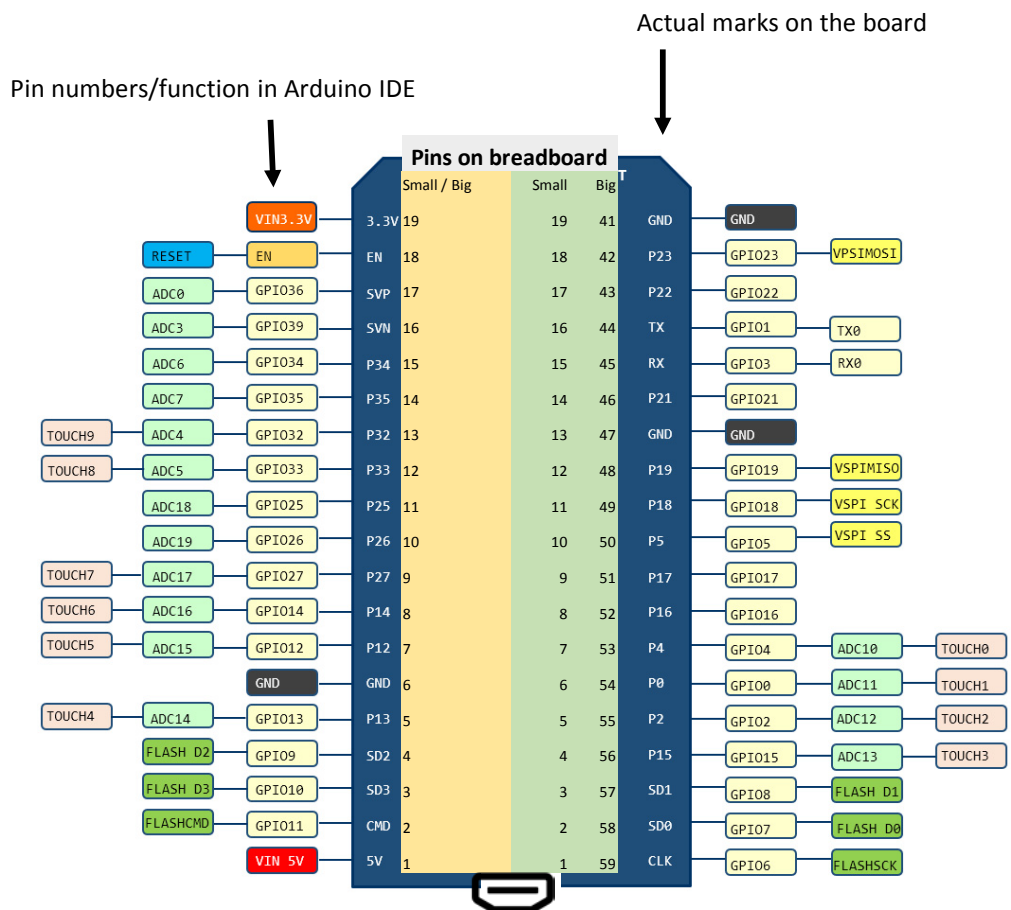 Actual marks on the board
Pin numbers/function in Arduino IDE
Pins on breadboard
T
Small / Big Small Big
VIN3.3V 3.3V 19 19 41 GND GND
RESET EN EN 18 18 42 P23 GPIO23 VPSIMOSI
ADC0 GPIO36 SVP 17 17 43 P22 GPIO22
ADC3 GPIO39 SVN 16 16 44 TX GPIO1 TX0
ADC6 GPIO34 P34 15 15 45 RX GPIO3 RX0
ADC7 GPIO35 P35 14 14 46 P21 GPIO21
TOUCH9 ADC4 GPIO32 P32 13 13 47 GND GND
TOUCH8 ADC5 GPIO33 P33 12 12 48 P19 GPIO19 VSPIMISO
ADC18 GPIO25 P25 11 11 49 P18 GPIO18 VSPI SCK
ADC19 GPIO26 P26 10 10 50 P5 GPIO5 VSPI SS
TOUCH7 ADC17 GPIO27 P27 9 9 51 P17 GPIO17
TOUCH6 ADC16 GPIO14 P14 8 8 52 P16 GPIO16
TOUCH5 ADC15 GPIO12 P12 7 7 53 P4 GPIO4 ADC10 TOUCH0
GND GND 6 6 54 P0 GPIO0 ADC11 TOUCH1
TOUCH4 ADC14 GPIO13 P13 5 5 55 P2 GPIO2 ADC12 TOUCH2
FLASH D2 GPIO9 SD2 4 4 56 P15 GPIO15 ADC13 TOUCH3
FLASH D3 GPIO10 SD3 3 3 57 SD1 GPIO8 FLASH D1
FLASHCMD GPIO11 CMD 2 2 58 SD0 GPIO7 FLASH D0
VIN 5V 5V 1 1 59 CLK GPIO6 FLASHSCK